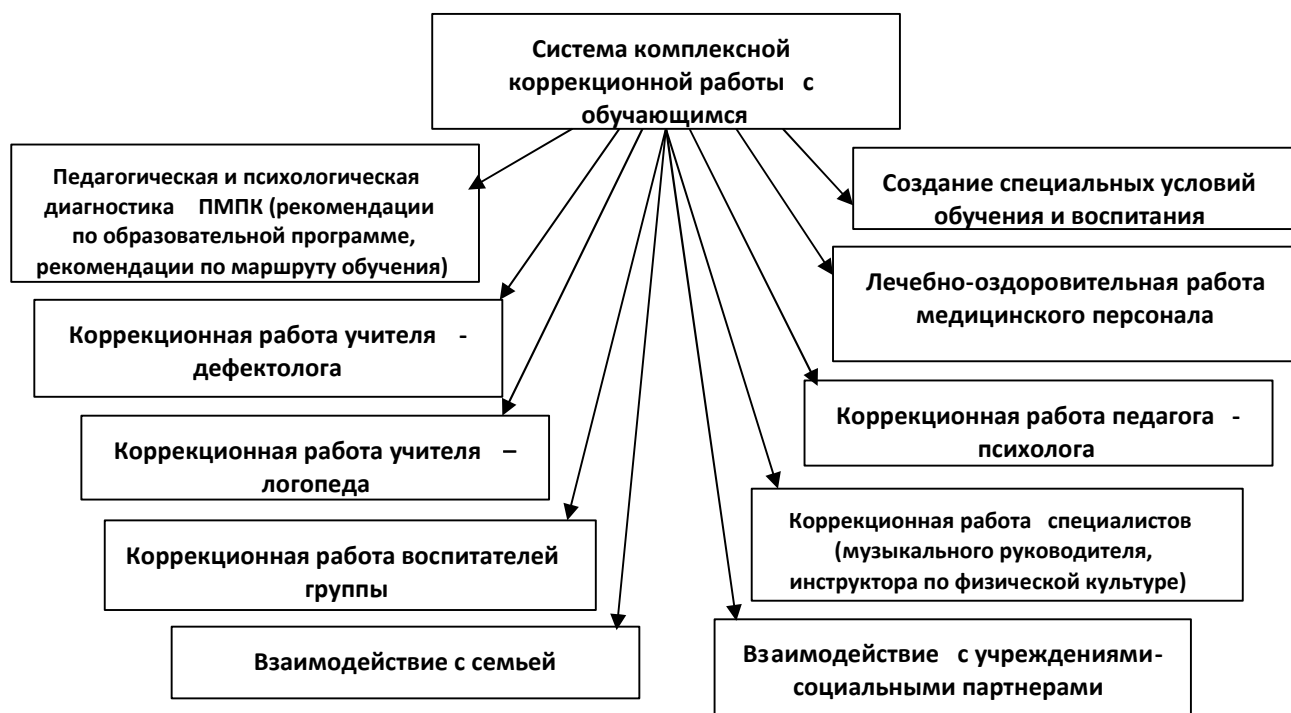 Система комплексной
коррекционной работы с
обучающимся
Педагогическая и психологическая
диагностика ПМПК (рекомендации
по образовательной программе,
рекомендации по маршруту обучения)
Коррекционная работа учителя -
дефектолога
Коррекционная работа учителя –
логопеда
Коррекционная работа воспитателей
группы
Взаимодействие с семьей
Создание специальных условий
обучения и воспитания
Лечебно-оздоровительная работа
медицинского персонала
Коррекционная работа педагога -
психолога
Коррекционная работа специалистов
(музыкального руководителя,
инструктора по физической культуре)
Взаимодействие с учреждениями-
социальными партнерами